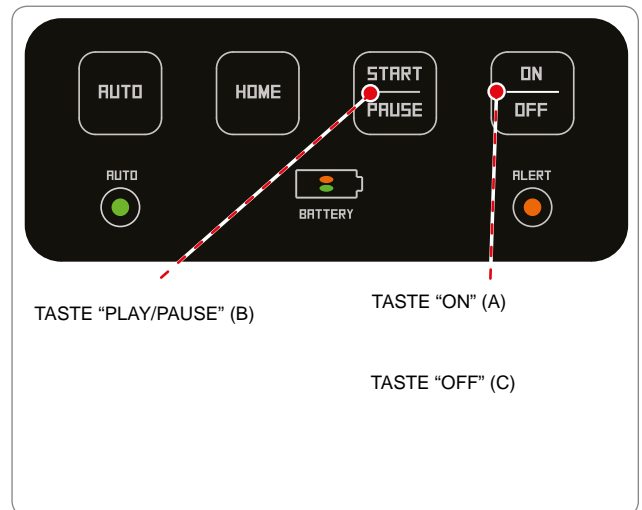 AUTO
HOME
START
PAUSE
ON
OFF
AUTO
BATTERY
ALERT
TASTE “PLAY/PAUSE” (B)
TASTE “ON” (A)
TASTE “OFF” (C)